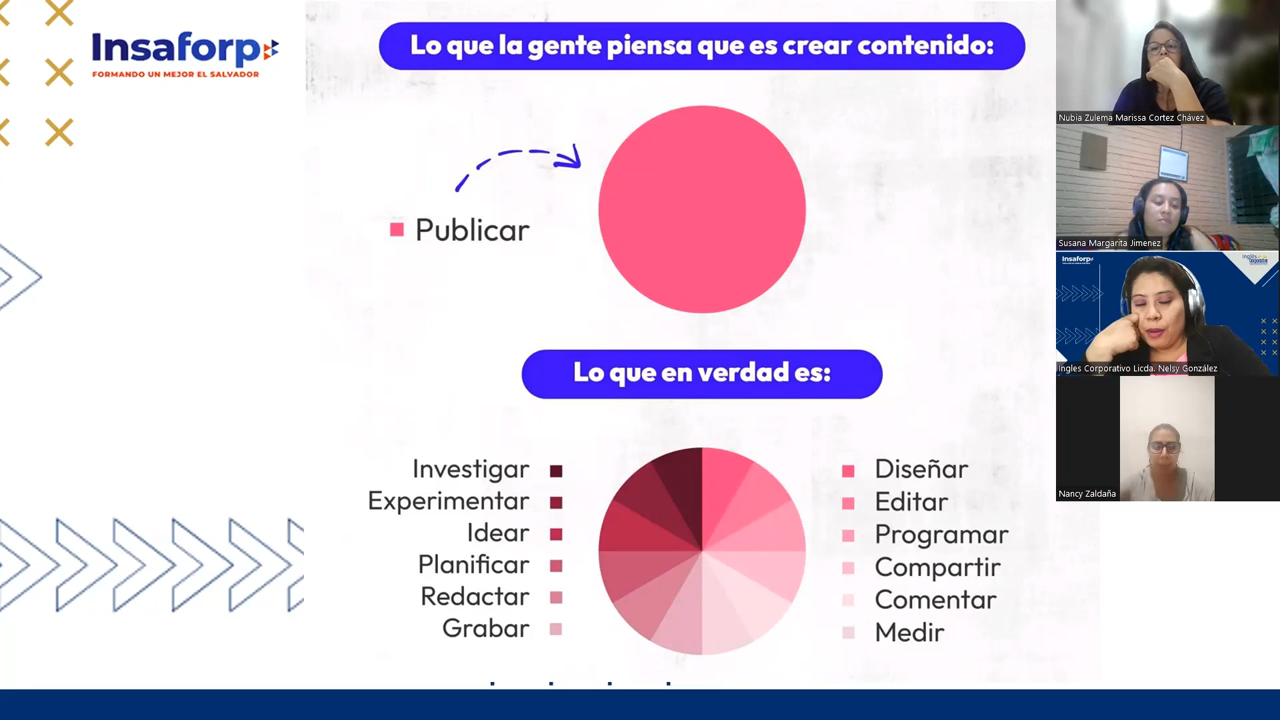 Insaforp
FORMANDO UN MEJOR EL SALVADOR
Lo que la gente piensa que es crear contenido:
Publicar
Lo que en verdad es:
Investigar
Experimentar
Idear
Planificar
Redactar
Grabar
Diseñar
Editar
Programar
Compartir
Comentar
Medir
Nubia Zulema Marissa Cortez Chávez
Susana Margarita Jimenez
Insaforp
Ingles Corporativo Licda. Nelsy González
Nancy Zaldaña